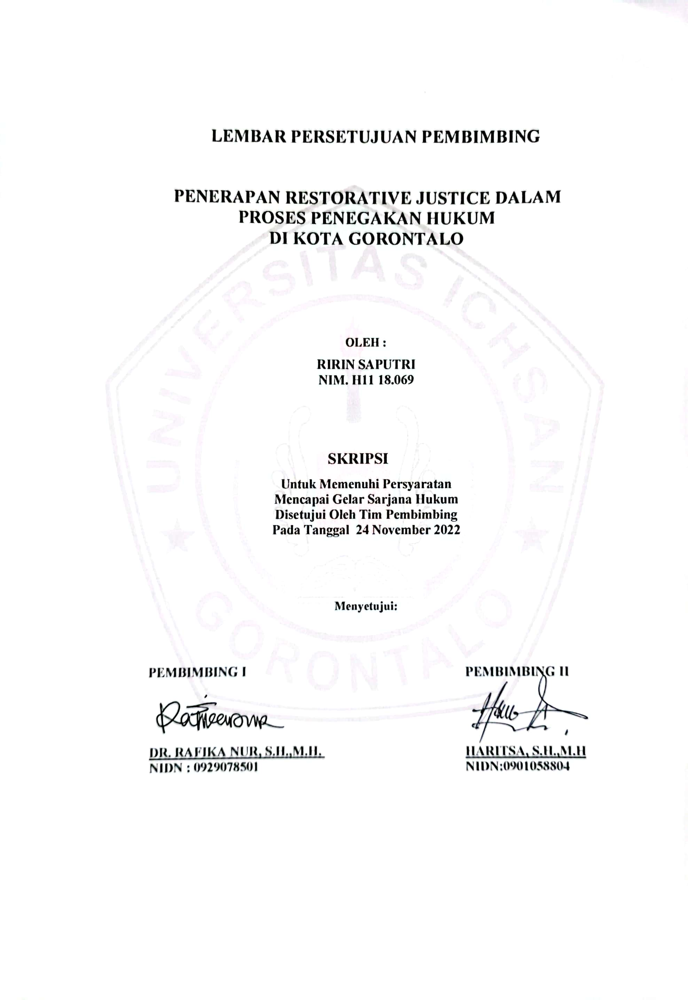 LEMBAR PERSETUJUAN PEMBIMBING
PENERAPAN RESTORATIVE JUSTICE DALAM
PROSES PENEGAKAN HUKUM
DI KOTA GORONTALO
UNIVERSITAS ICHSAN
GORONTALO
OLEH :
RIRIN SAPUTRI
NIM. H11 18.069
SKRIPSI
Untuk Memenuhi Persyaratan
Mencapai Gelar Sarjana Hukum
Disetujui Oleh Tim Pembimbing
Pada Tanggal 24 November 2022
Menyetujui:
PEMBIMBING I
DR. RAFIKA NUR, S.H.,M.H.
NIDN : 0929078501
PEMBIMBING II
HARITSA, S.H.,M.H
NIDN:0901058804